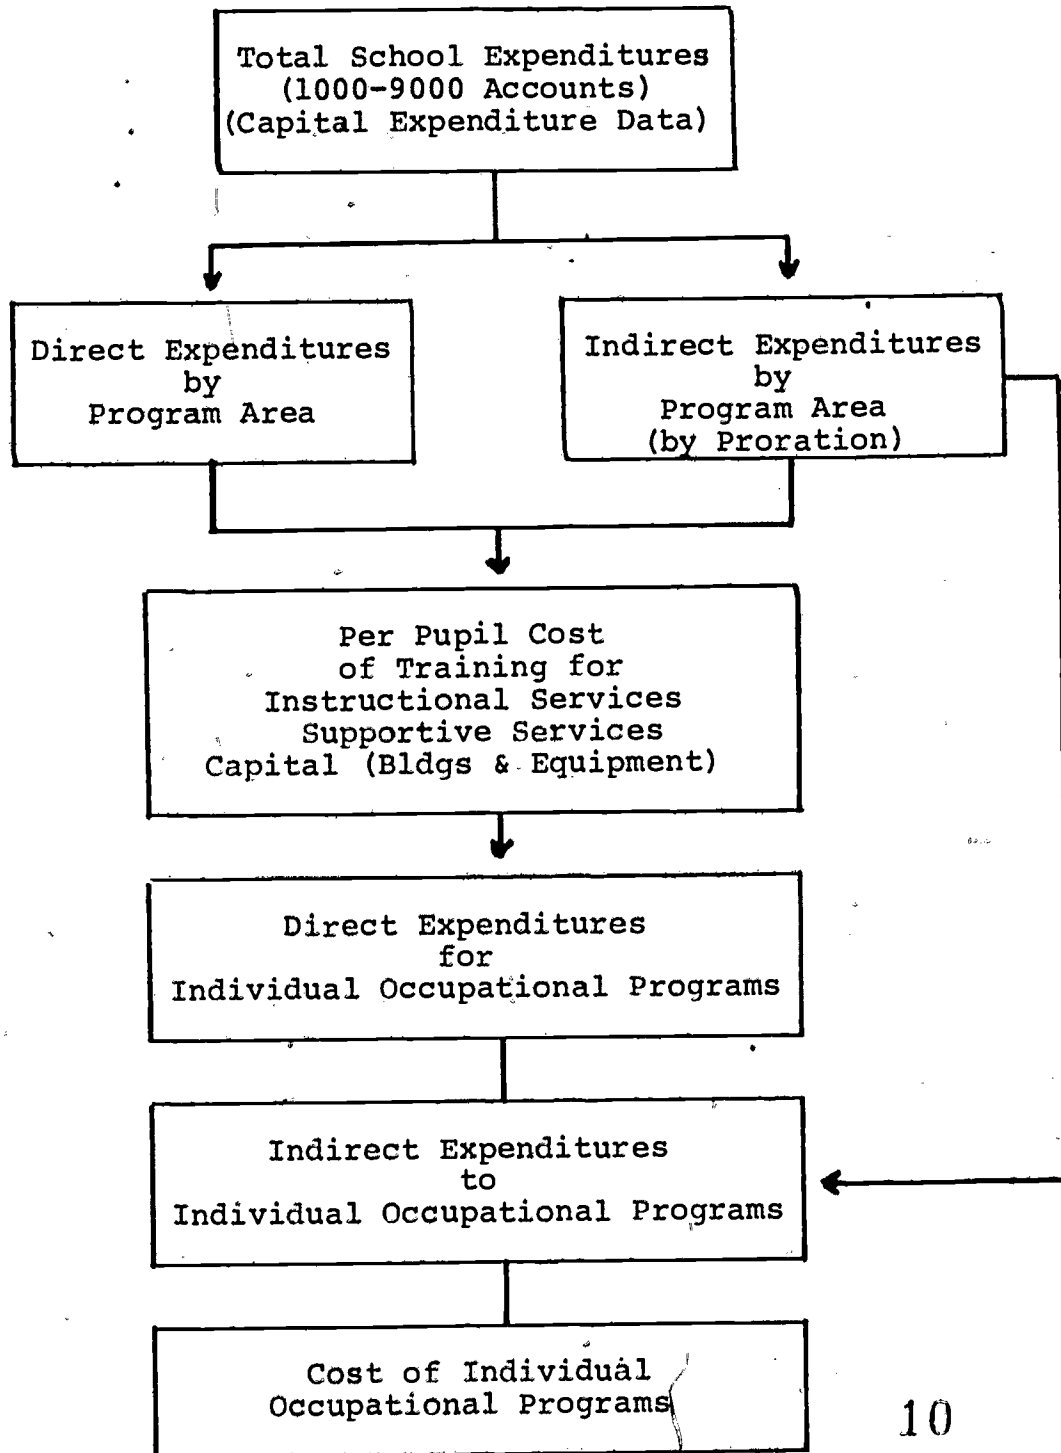 Total School Expenditures
(1000-9000 Accounts)
(Capital Expenditure Data)
Direct Expenditures
by
Program Area
Indirect Expenditures
by
Program Area
(by Proration)
Per Pupil Cost
of Training for
Instructional Services
Supportive Services
Capital (Bldgs & Equipment)
Direct Expenditures
for
Individual Occupational Programs
Indirect Expenditures
to
Individual Occupational Programs
Cost of Individual
Occupational Programs
10